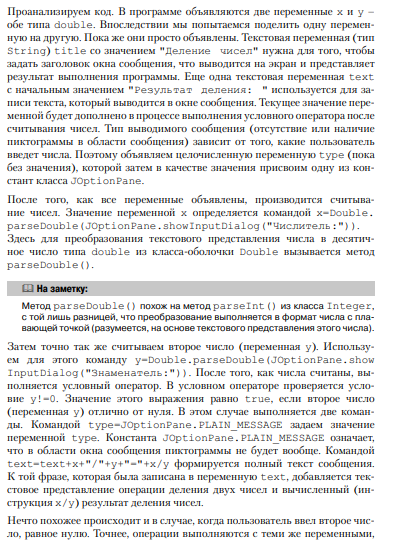 Проанализируем код. В программе объявляются две переменные x и y –
обе типа double. Впоследствии мы попытаемся поделить одну перемен-
ную на другую. Пока же они просто объявлены. Текстовая переменная (тип
String) title со значением "Деление чисел" нужна для того, чтобы
задать заголовок окна сообщения, что выводится на экран и представляет
результат выполнения программы. Еще одна текстовая переменная text
с начальным значением "Результат деления: " используется для за-
писи текста, который выводится в окне сообщения. Текущее значение пере-
менной будет дополнено в процессе выполнения условного оператора после
считывания чисел. Тип выводимого сообщения (отсутствие или наличие
пиктограммы в области сообщения) зависит от того, какие пользователь
введет числа. Поэтому объявляем целочисленную переменную type (пока
без значения), которой затем в качестве значения присвоим одну из кон-
стант класса JOptionPane.
После того, как все переменные объявлены, производится считыва-
ние чисел. Значение переменной x определяется командой x=Double.
parseDouble(JOptionPane.showInputDialog("Числитель:")).
Здесь для преобразования текстового представления числа в десятич-
ное число типа double из класса-оболочки Double вызывается метод
parseDouble().
На заметку:
Метод parseDouble() похож на метод parseInt() из класса Integer,
с той лишь разницей, что преобразование выполняется в формат числа с пла-
вающей точкой (разумеется, на основе текстового представления этого числа).
Затем точно так же считываем второе число (переменная y). Использу-
ем для этого команду y=Double.parseDouble(JOptionPane.show
InputDialog("Знаменатель:")). После того, как числа считаны, вы-
полняется условный оператор. В условном операторе проверяется усло-
вие y!=0. Значение этого выражения равно true, если второе число
(переменная y) отлично от нуля. В этом случае выполняется две коман-
ды. Командой type=JOptionPane.PLAIN_MESSAGE задаем значение
переменной type. Константа JOptionPane.PLAIN_MESSAGE означает,
что в области окна сообщения пиктограммы не будет вообще. Командой
text=text+x+"/"+y+"="+x/y формируется полный текст сообщения.
К той фразе, которая была записана в переменную text, добавляется тек-
стовое представление операции деления двух чисел и вычисленный (ин-
струкция x/y) результат деления чисел.
Нечто похожее происходит и в случае, когда пользователь ввел второе чис-
ло, равное нулю. Точнее, операции выполняются с теми же переменными,